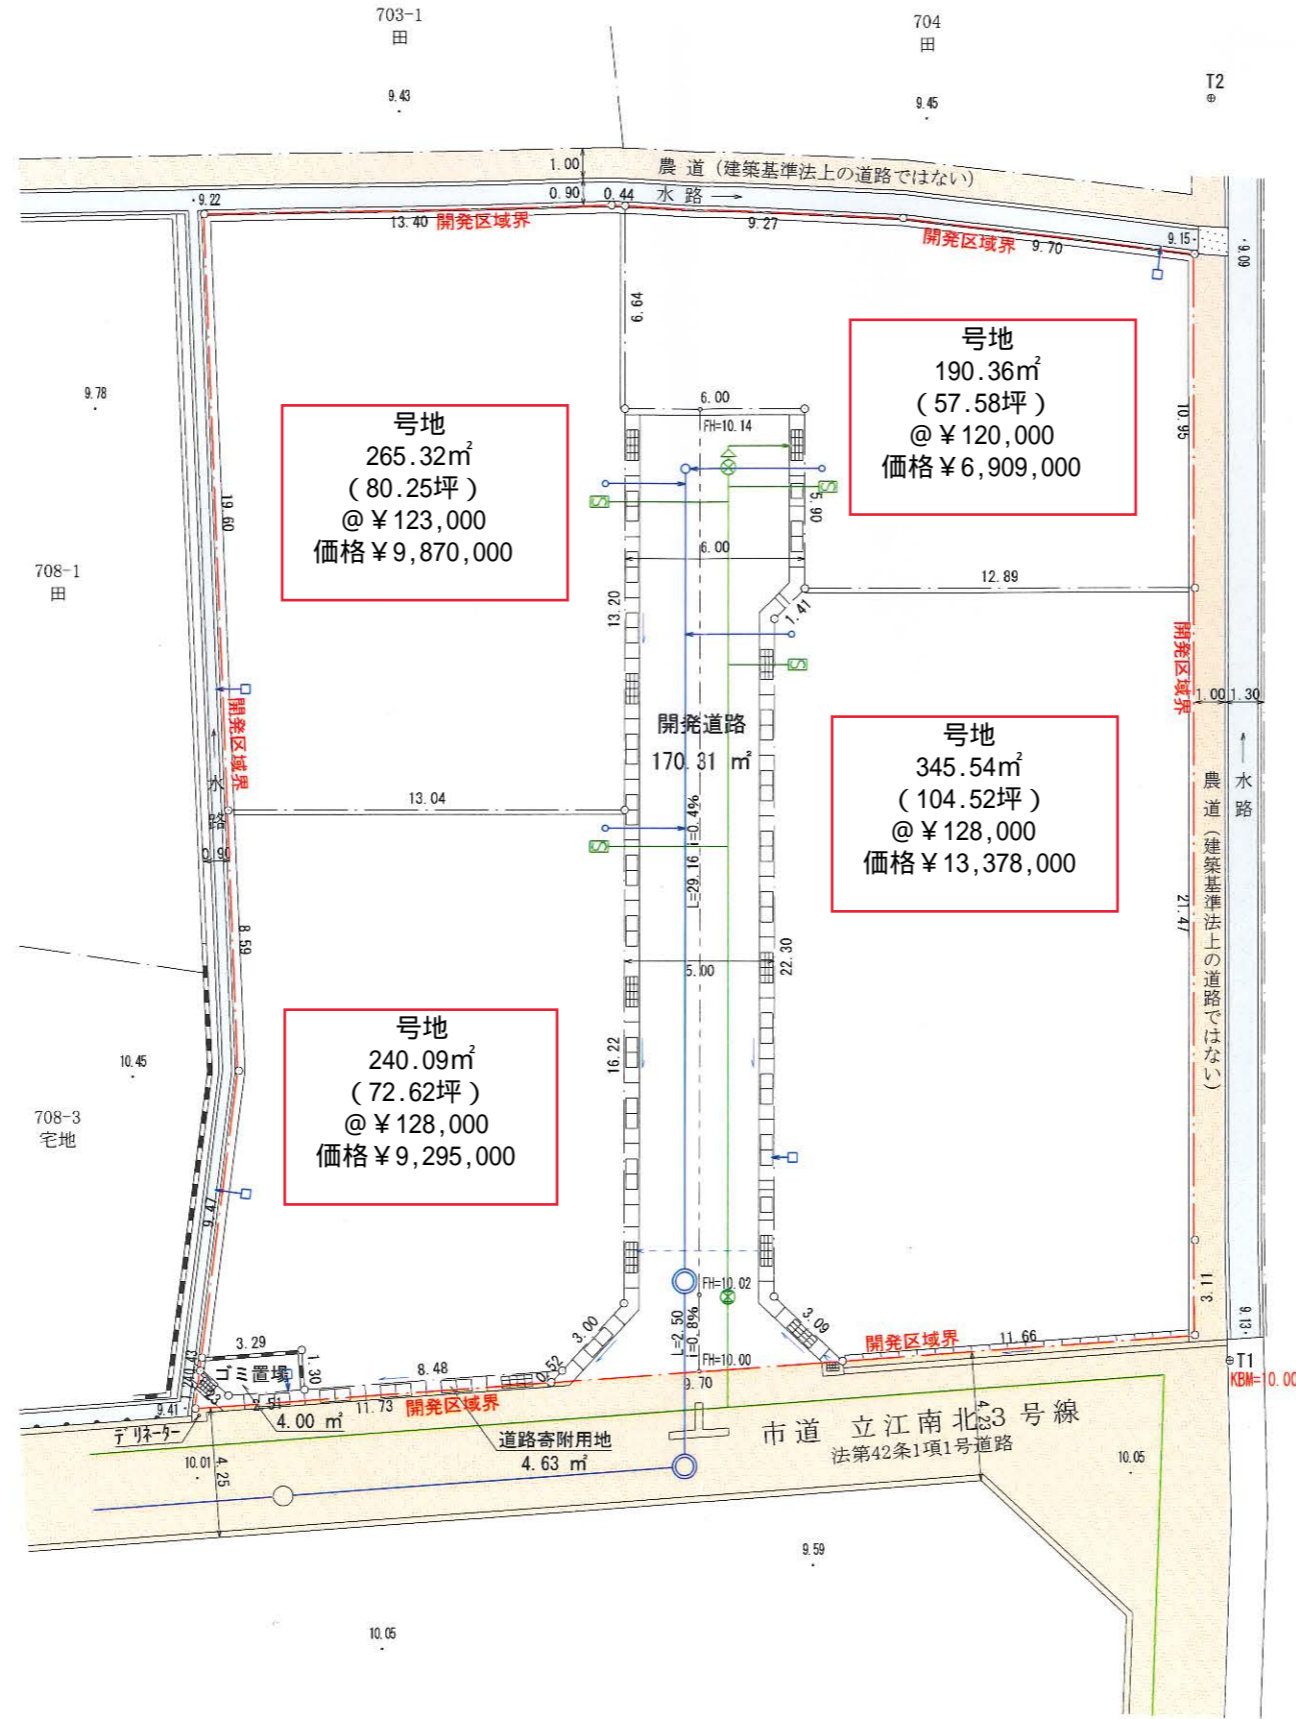 703-1
田
704
田
T2
9.43
9.45
1.00
農 道 (建築基準法上の道路ではない)
0.90
0.44
水 路
9.22
13.40
開発区域界
9.27
開発区域界
9.70
9.15
9.09
6.64
9.78
号地
190.36㎡
(57.58坪)
@¥120,000
価格¥6,909,000
10.95
6.00
FH=10.14
号地
265.32㎡
(80.25坪)
@¥123,000
価格¥9,870,000
19.60
5.90
6.00
12.89
708-1
田
13.20
1.41
開発区域界
1.00
1.30
開発区域界
開発道路
170.31 ㎡
号地
345.54㎡
(104.52坪)
@¥128,000
価格¥13,378,000
水 路
農 道 (建築基準法上の道路ではない)
水 路
13.04
0.90
L=29.16 i=0.4%
8.59
21.47
5.00
22.30
号地
240.09㎡
(72.62坪)
@¥128,000
価格¥9,295,000
16.22
10.45
708-3
宅地
9.47
FH=10.02
L=2.50
i=0.8%
3.00
3.09
3.11
9.13
開発区域界
11.66
3.29
1.30
ゴミ置場
8.48
0.52
FH=10.00
T1
KBM=10.00
9.70
2.51
11.73
開発区域界
9.41
4.00 ㎡
デリネーター
道路寄附用地
4.63 ㎡
4.23
市道 立江南北3号線
法第42条1項1号道路
10.01
4.25
10.05
9.59
10.05